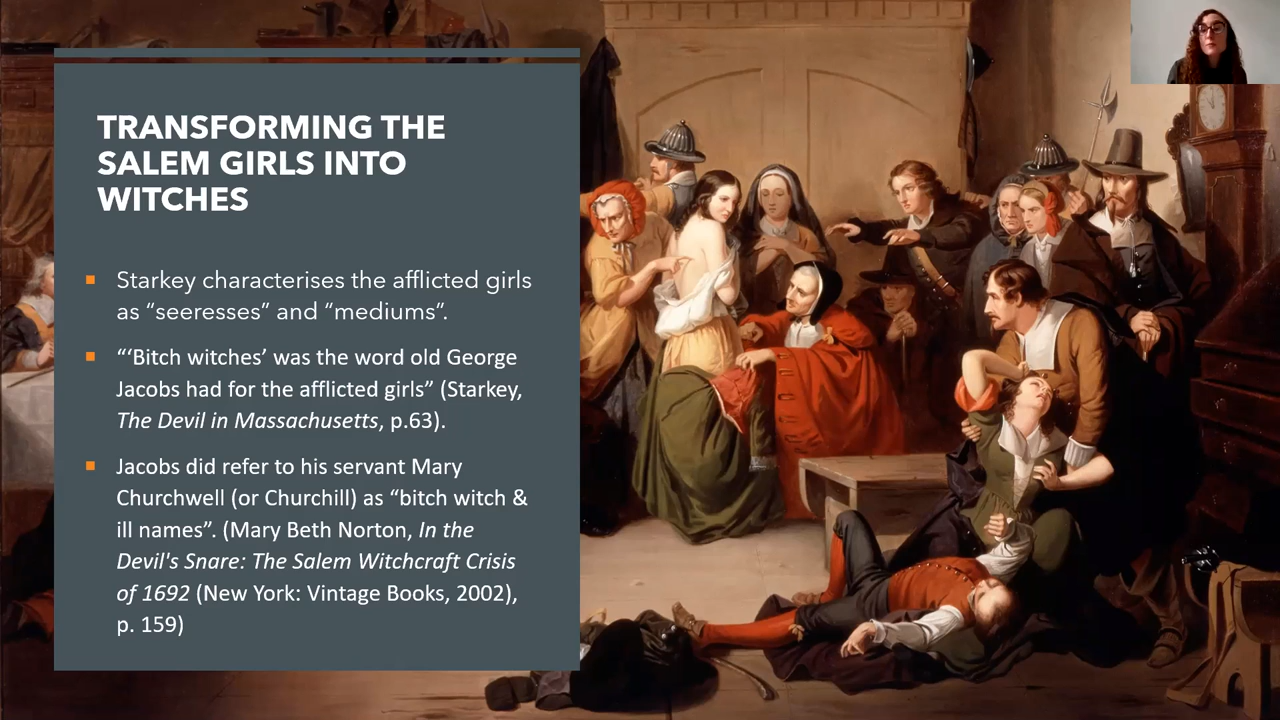 TRANSFORMING THE
SALEM GIRLS INTO
WITCHES
Starkey characterises the afflicted girls
as “seeresses” and “mediums”.
“‘Bitch witches’ was the word old George
Jacobs had for the afflicted girls” (Starkey,
The Devil in Massachusetts, p.63).
Jacobs did refer to his servant Mary
Churchwell (or Churchill) as “bitch witch &
ill names”. (Mary Beth Norton, In the
Devil's Snare: The Salem Witchcraft Crisis
of 1692 (New York: Vintage Books, 2002),
p. 159)